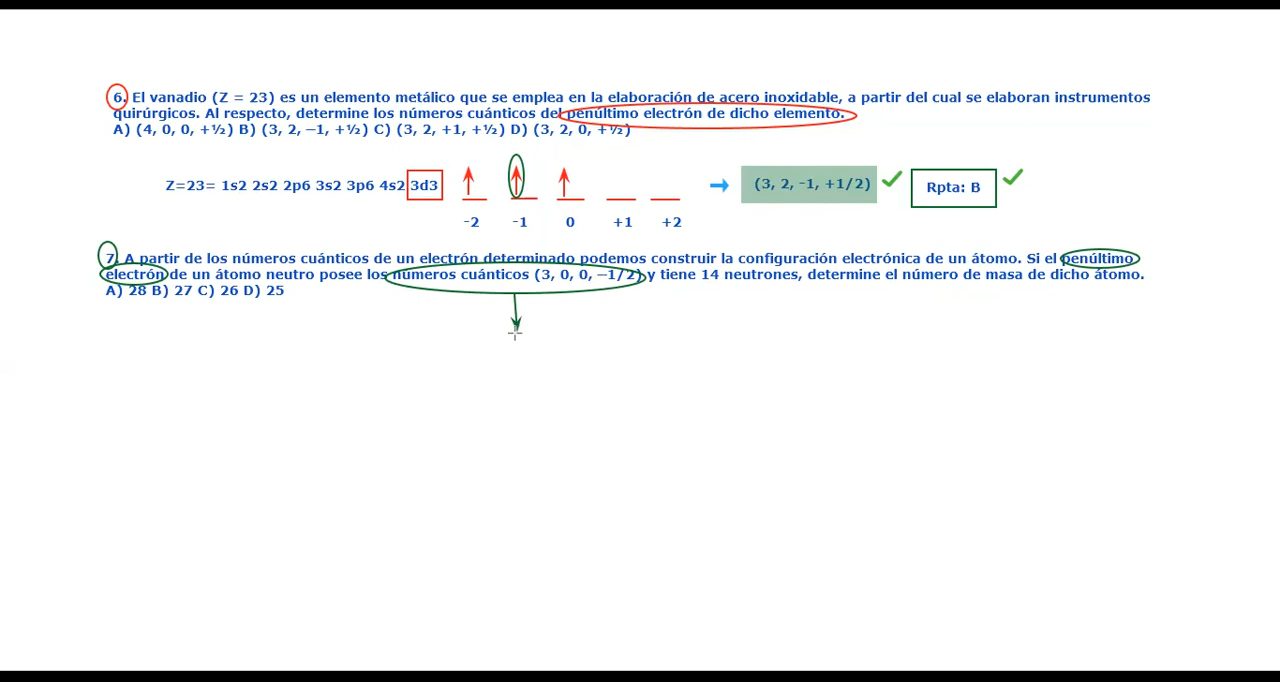 6. El vanadio (Z = 23) es un elemento metálico que se emplea en la elaboración de acero inoxidable, a partir del cual se elaboran instrumentos
quirúrgicos. Al respecto, determine los números cuánticos del penúltimo electrón de dicho elemento.
A) (4, 0, 0, +½) B) (3, 2, −1, +½) C) (3, 2, +1, +½) D) (3, 2, 0, +½)
Z=23= 1s2 2s2 2p6 3s2 3p6 4s2 3d3
(3, 2, -1, +1/2)
Rpta: B
-2 -1 0 +1 +2
7. A partir de los números cuánticos de un electrón determinado podemos construir la configuración electrónica de un átomo. Si el penúltimo
electrón de un átomo neutro posee los números cuánticos (3, 0, 0, −1/2) y tiene 14 neutrones, determine el número de masa de dicho átomo.
A) 28 B) 27 C) 26 D) 25